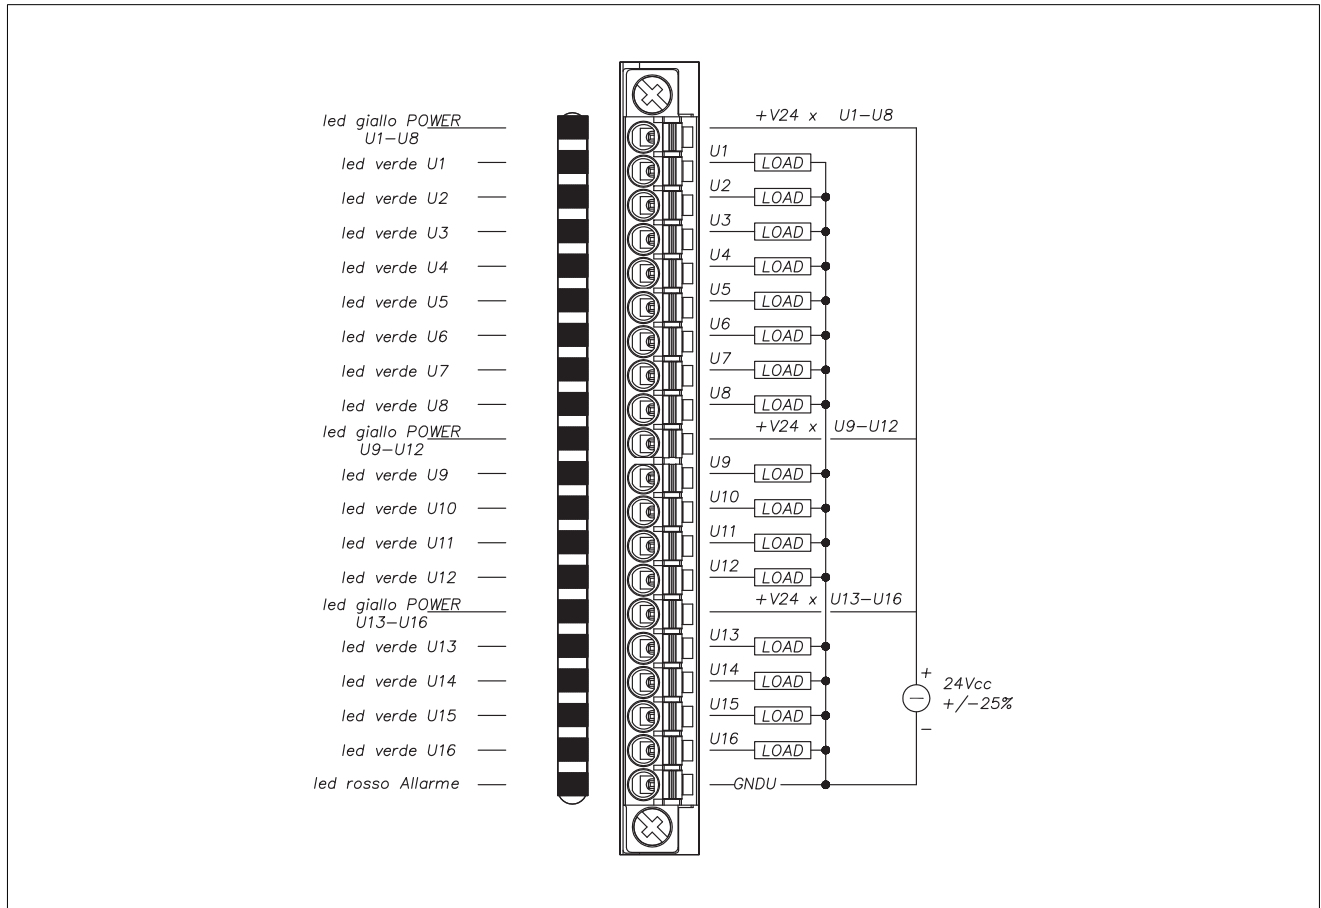 led giallo POWER
U1-U8
led verde U1
led verde U2
led verde U3
led verde U4
led verde U5
led verde U6
led verde U7
led verde U8
led giallo POWER
U9-U12
led verde U9
led verde U10
led verde U11
led verde U12
led giallo POWER
U13-U16
led verde U13
led verde U14
led verde U15
led verde U16
led rosso Allarme
+V24 x U1-U8
U1 LOAD
U2 LOAD
U3 LOAD
U4 LOAD
U5 LOAD
U6 LOAD
U7 LOAD
U8 LOAD
+V24 x U9-U12
U9 LOAD
U10 LOAD
U11 LOAD
U12 LOAD
+V24 x U13-U16
U13 LOAD
U14 LOAD
U15 LOAD
U16 LOAD
GNDU
+
24Vcc
+/-25%
-